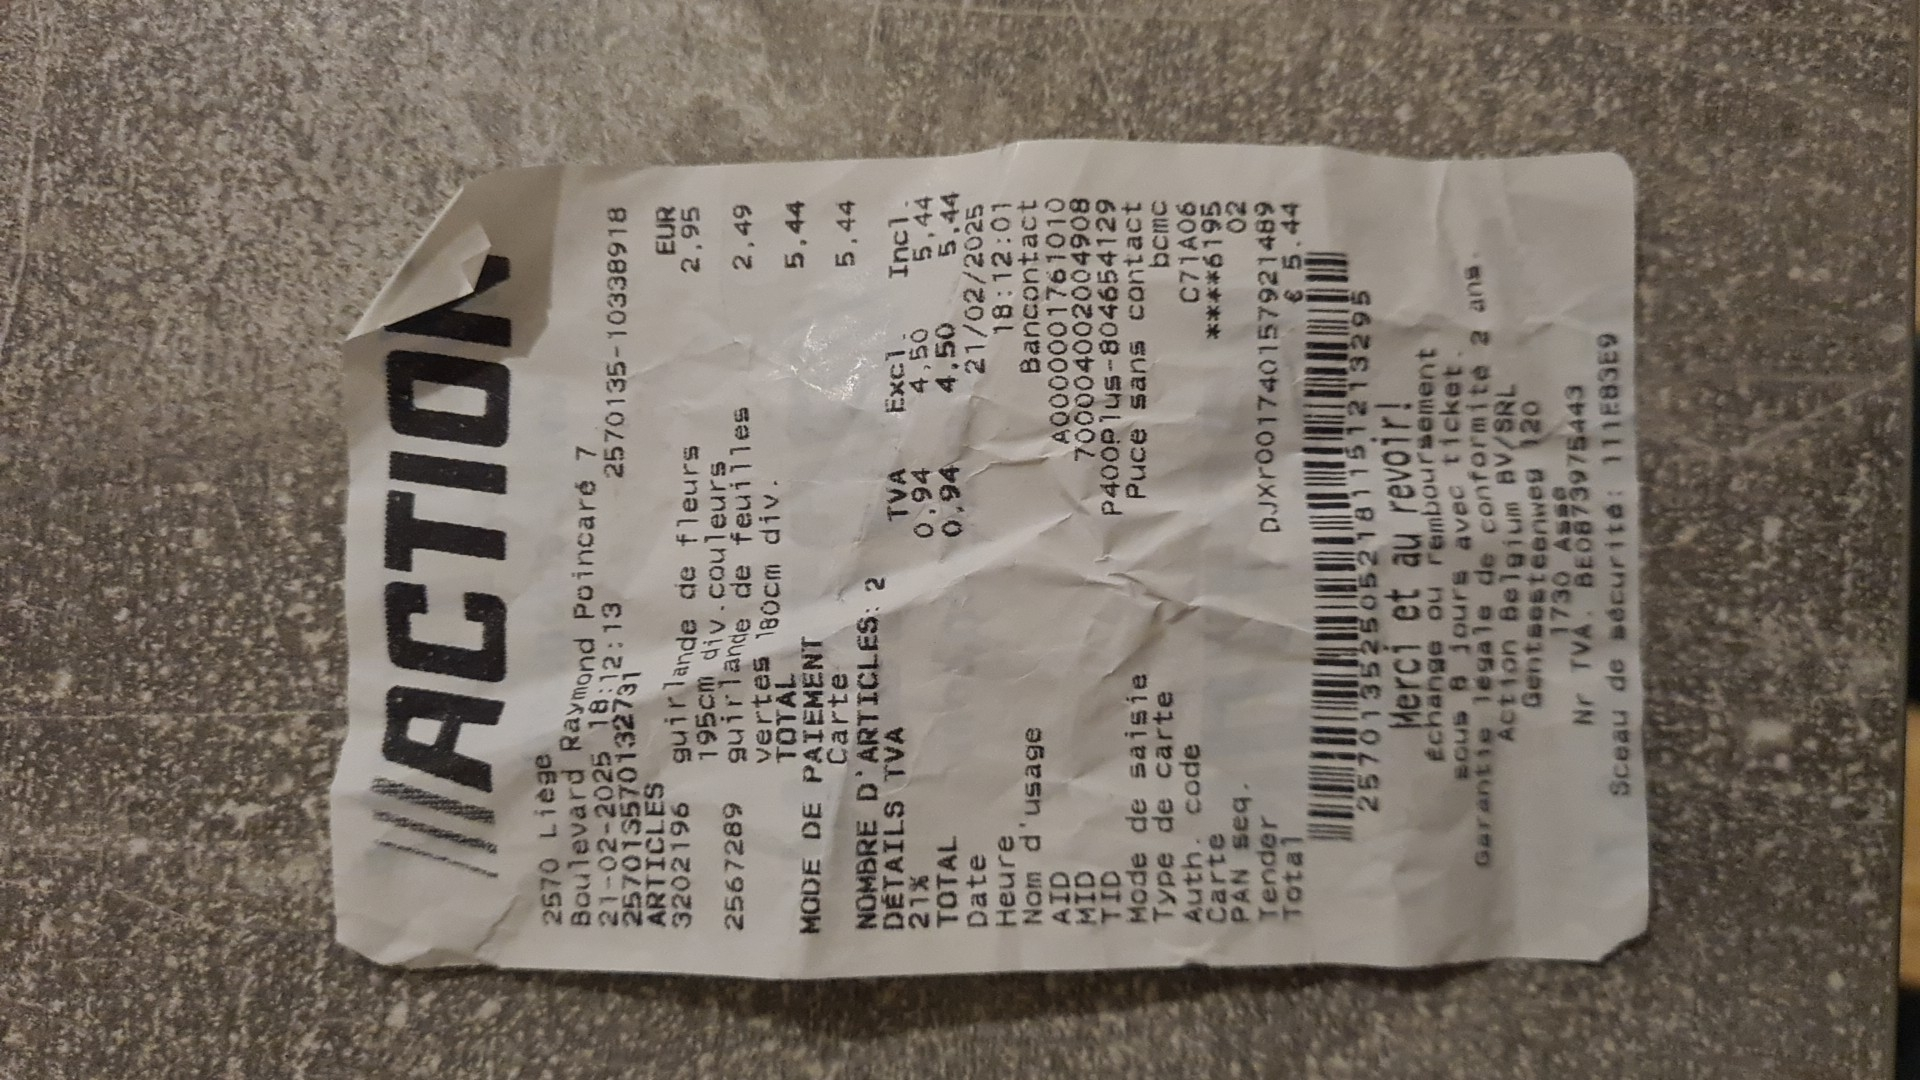 ACTION
2570 Liège
Boulevard Raymond Poincaré 7
21-02-2025 18:12:13 2570135-10338918
257013570132731
ARTICLES EUR
3202196 guirlande de fleurs 2,95
195cm div.couleurs
2567289 guirlande de feuilles 2,49
vertes 180cm div.
TOTAL 5,44
MODE DE PAIEMENT
Carte 5,44
NOMBRE D'ARTICLES: 2
DÉTAILS TVA TVA Excl. Incl.
21% 0,94 4,50 5,44
TOTAL 0,94 4,50 5,44
Date 21/02/2025
Heure 18:12:01
Nom d'usage Bancontact
AID A0000001761010
MID 700004002004908
TID P400Plus-804654129
Mode de saisie Puce sans contact
Type de carte bcmc
Auth. code C71A06
Carte ****6195
PAN seq. 02
Tender DJXr001740157921489
Total € 5.44
257013525052181151213295
Merci et au revoir!
Échange ou remboursement
sous 8 jours avec ticket.
Garantie légale de conformité 2 ans.
Action Belgium BV/SRL
Gentsesteenweg 120
1730 Asse
Nr TVA. BE0873975443
Sceau de sécurité: 111E83E9